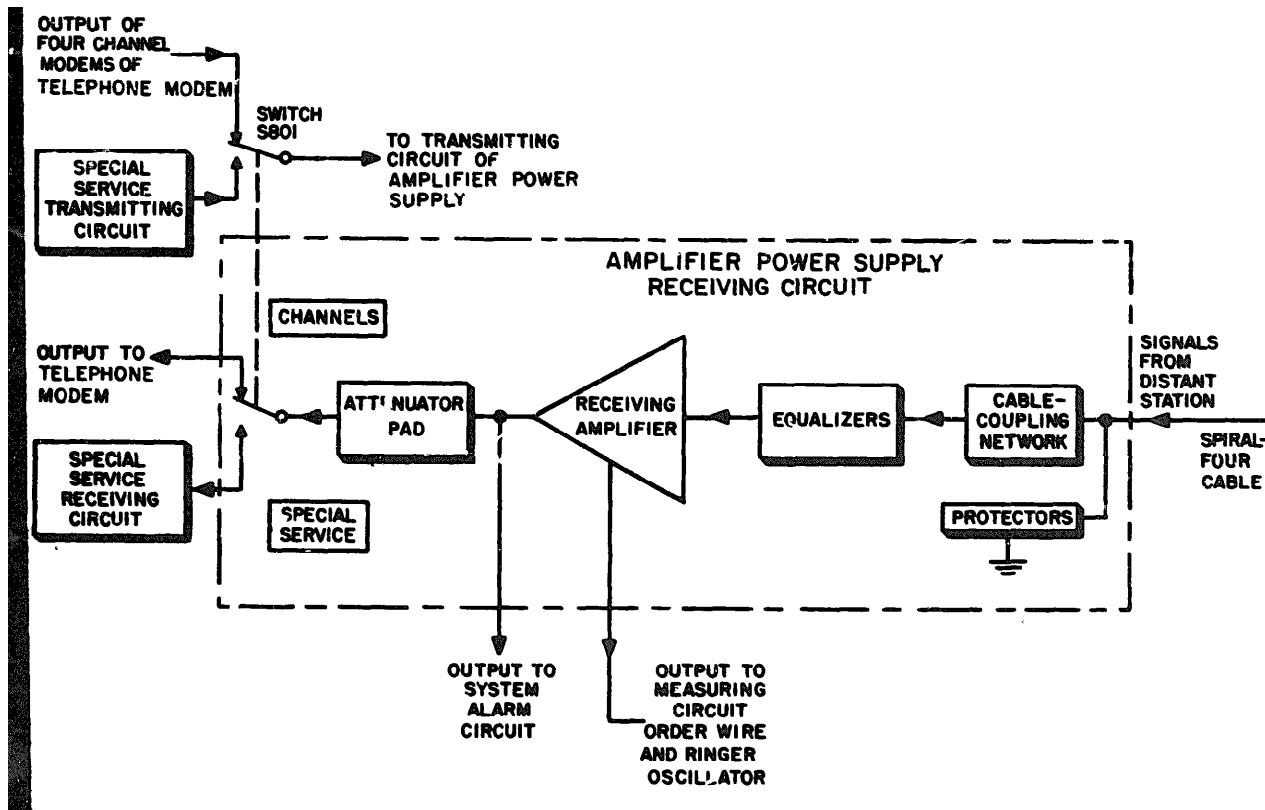 OUTPUT OF
FOUR CHANNEL
MODEMS OF
TELEPHONE MODEM
SWITCH
S801
TO TRANSMITTING
CIRCUIT OF
AMPLIFIER POWER
SUPPLY
SPECIAL
SERVICE
TRANSMITTING
CIRCUIT
AMPLIFIER POWER SUPPLY
RECEIVING CIRCUIT
CHANNELS
OUTPUT TO
TELEPHONE
MODEM
ATTENUATOR
PAD
RECEIVING
AMPLIFIER
EQUALIZERS
CABLE-
COUPLING
NETWORK
SIGNALS
FROM
DISTANT
STATION
SPIRAL-
FOUR
CABLE
SPECIAL
SERVICE
RECEIVING
CIRCUIT
SPECIAL
SERVICE
PROTECTORS
OUTPUT TO
SYSTEM
ALARM
CIRCUIT
OUTPUT TO
MEASURING
CIRCUIT
ORDER WIRE
AND RINGER
OSCILLATOR